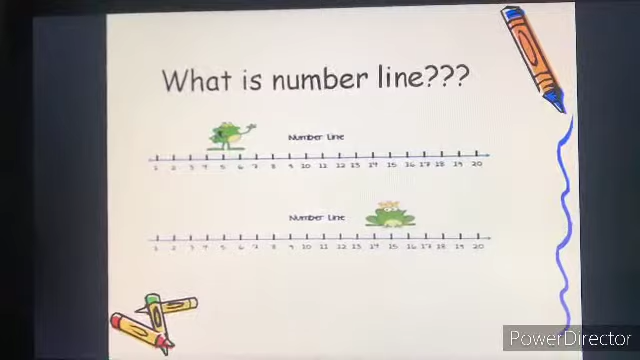 What is number line???
Number Line
1 2 3 4 5 6 7 8 9 10 11 12 13 14 15 16 17 18 19 20
Number Line
1 2 3 4 5 6 7 8 9 10 11 12 13 14 15 16 17 18 19 20
PowerDirector